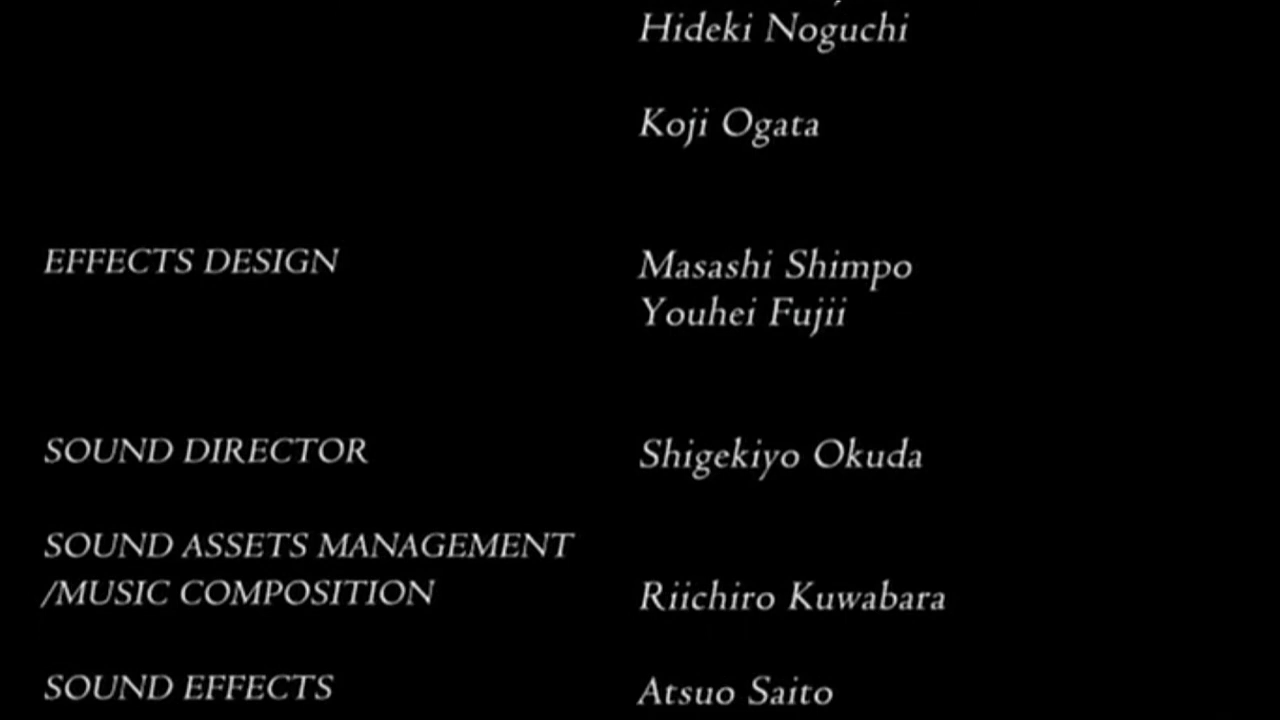 Hideki Noguchi
Koji Ogata
EFFECTS DESIGN Masashi Shimpo
Youhei Fujii
SOUND DIRECTOR Shigekiyo Okuda
SOUND ASSETS MANAGEMENT
/MUSIC COMPOSITION Riichiro Kuwabara
SOUND EFFECTS Atsuo Saito